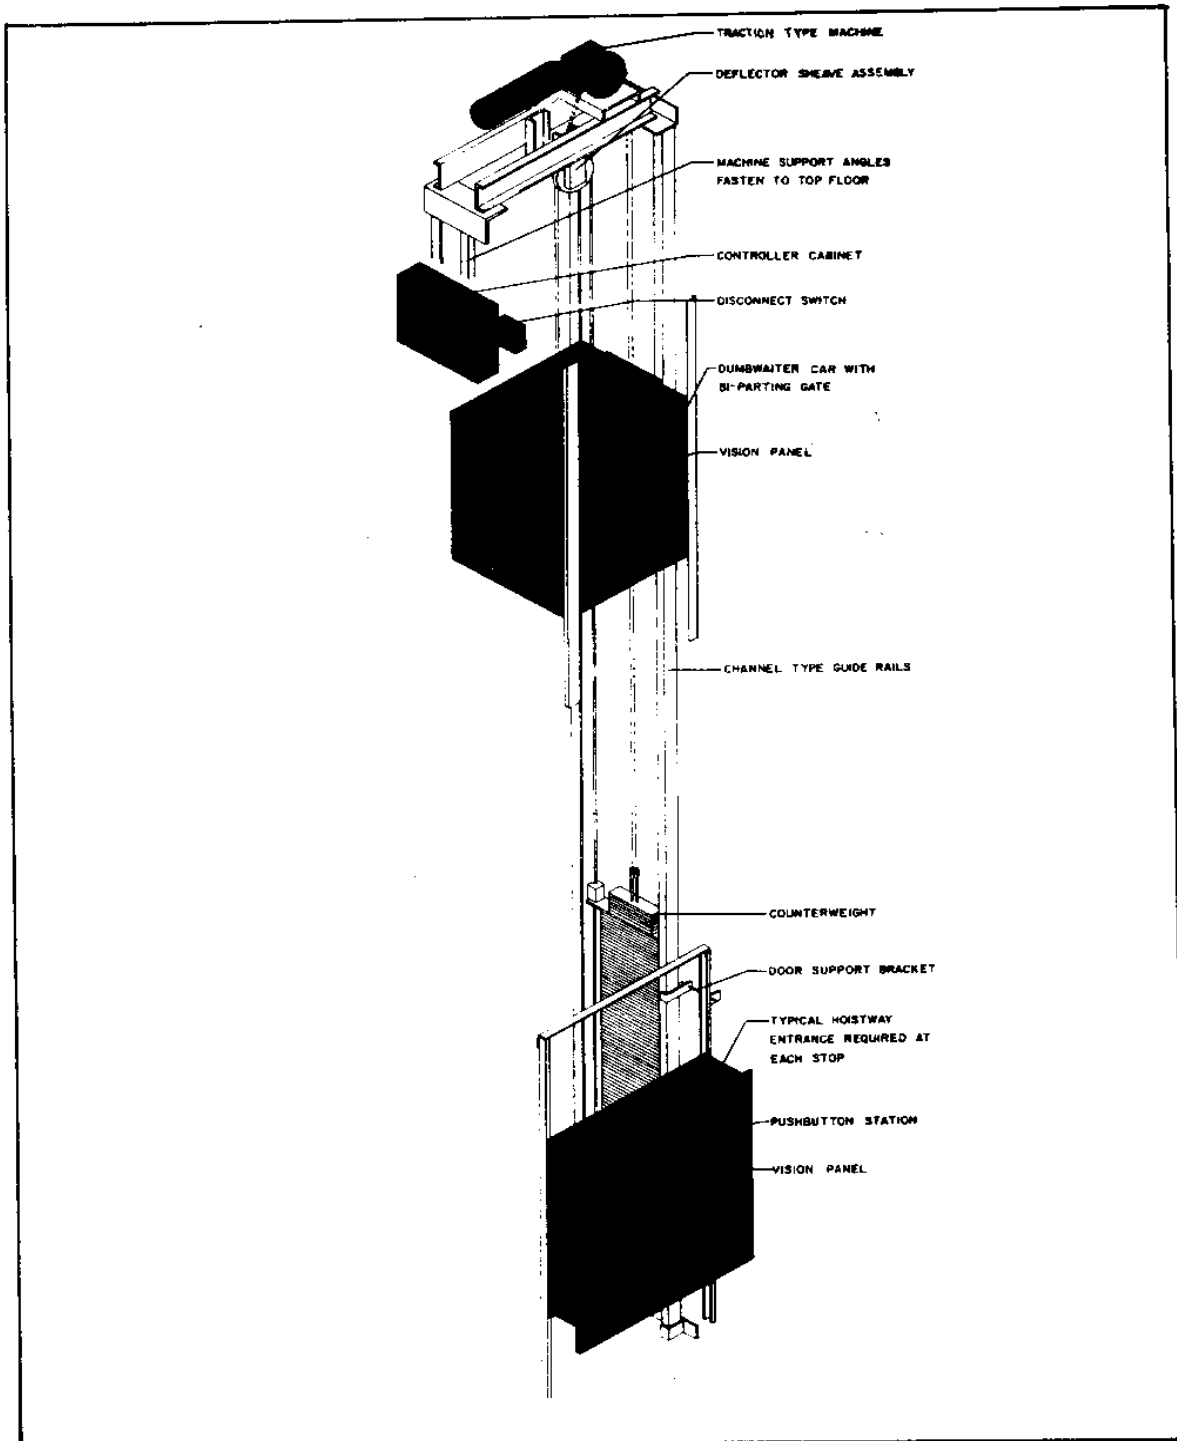 TRACTION TYPE MACHINE
DEFLECTOR SHEAVE ASSEMBLY
MACHINE SUPPORT ANGLES
FASTEN TO TOP FLOOR
CONTROLLER CABINET
DISCONNECT SWITCH
DUMBWAITER CAR WITH
BI-PARTING GATE
VISION PANEL
CHANNEL TYPE GUIDE RAILS
COUNTERWEIGHT
DOOR SUPPORT BRACKET
TYPICAL HOISTWAY
ENTRANCE REQUIRED AT
EACH STOP
PUSHBUTTON STATION
VISION PANEL